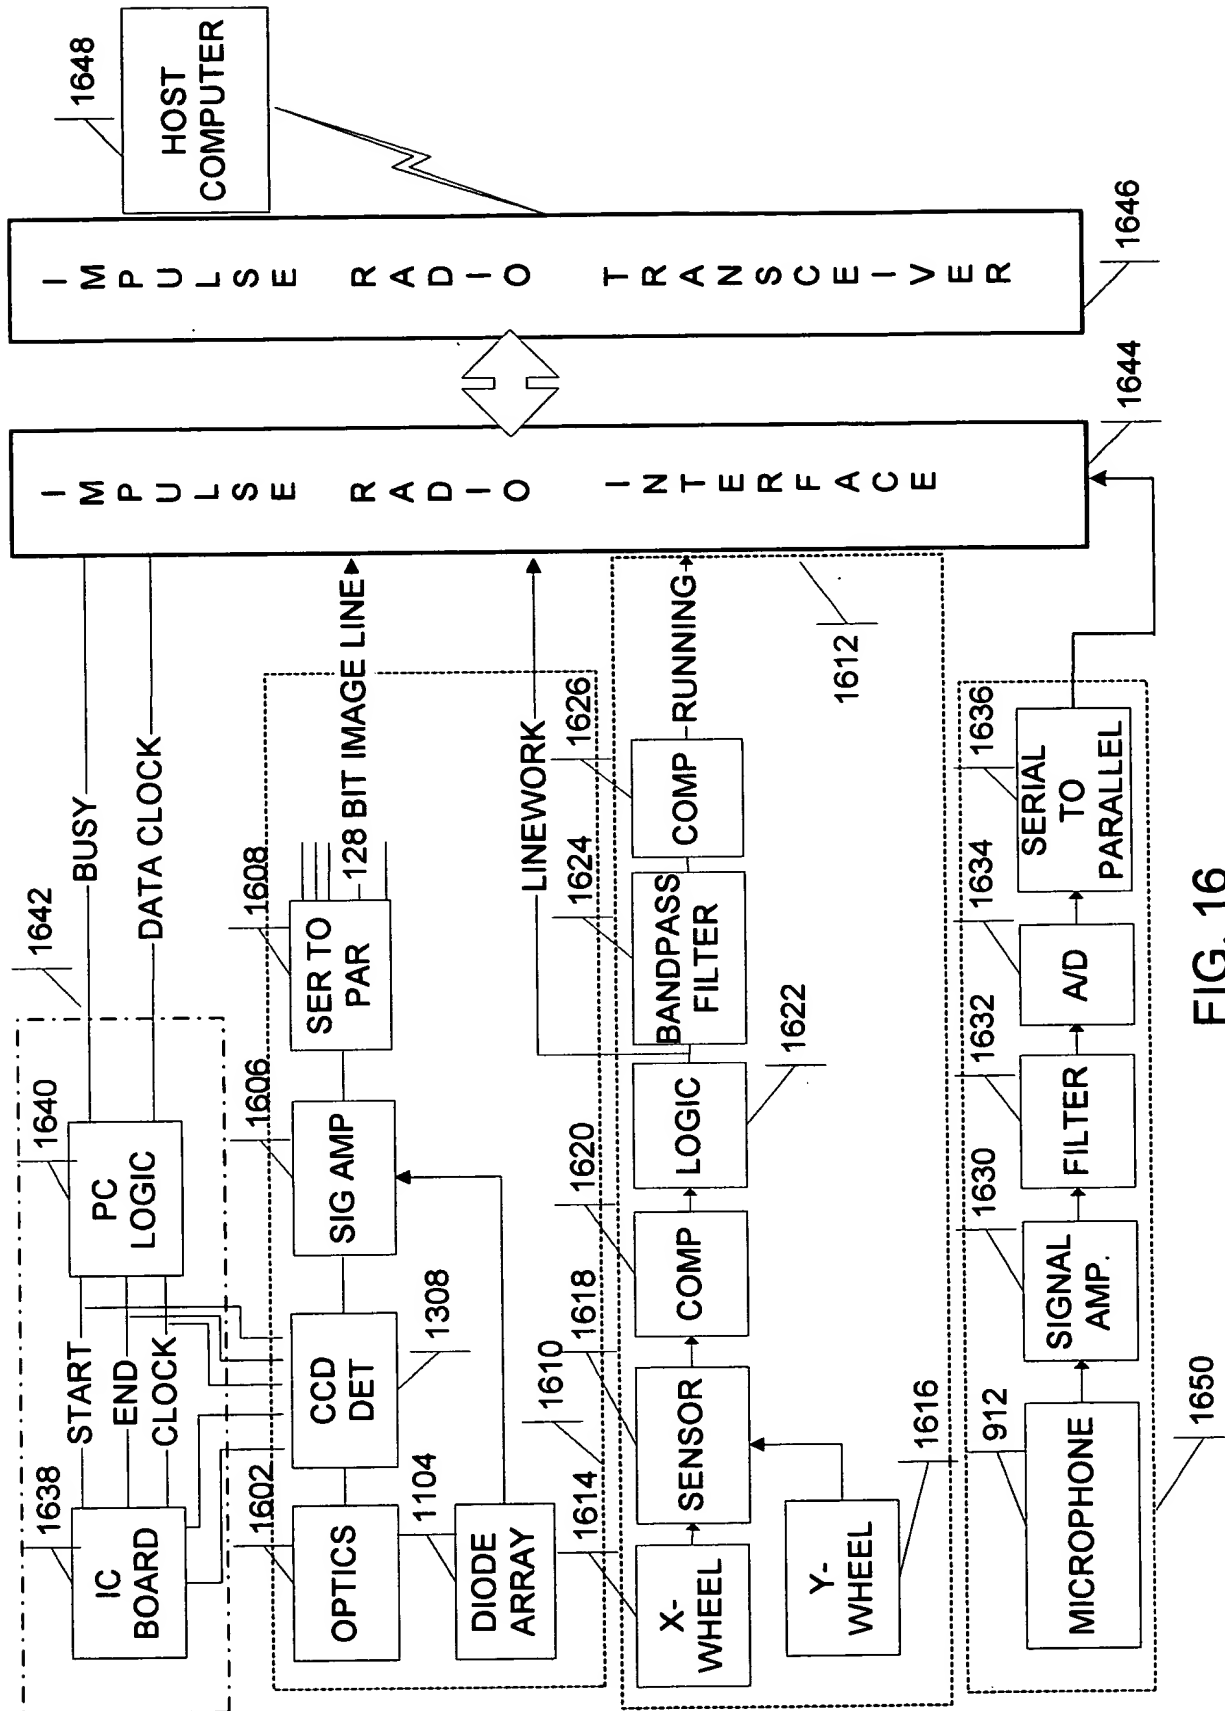 1648
HOST
COMPUTER
IMPULSE RADIO TRANSCEIVER
1646
IMPULSE RADIO INTERFACE
1644
1642
BUSY
DATA CLOCK
1640
PC
LOGIC
START
END
CLOCK
1638
IC
BOARD
1602
OPTICS
1104
DIODE
ARRAY
CCD
DET
1308
1606
SIG AMP
1608
SER TO
PAR
128 BIT IMAGE LINE
1610
LINEWORK
1614
X-
WHEEL
Y-
WHEEL
1616
1618
SENSOR
1620
COMP
LOGIC
1622
1624
BANDPASS
FILTER
1626
COMP
RUNNING
1612
912
MICROPHONE
1630
SIGNAL
AMP.
1632
FILTER
1634
A/D
1636
SERIAL
TO
PARALLEL
1650
FIG. 16